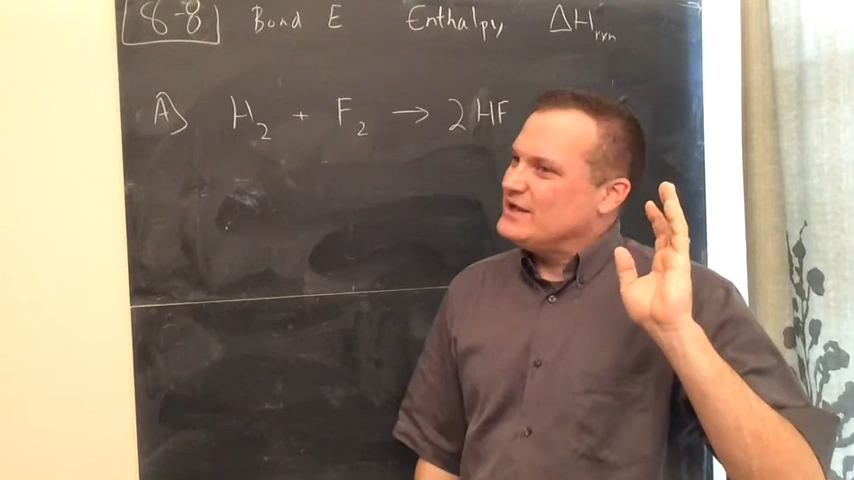 8-8 Bond E Enthalpy ΔHrxn
A) H2 + F2 → 2 HF